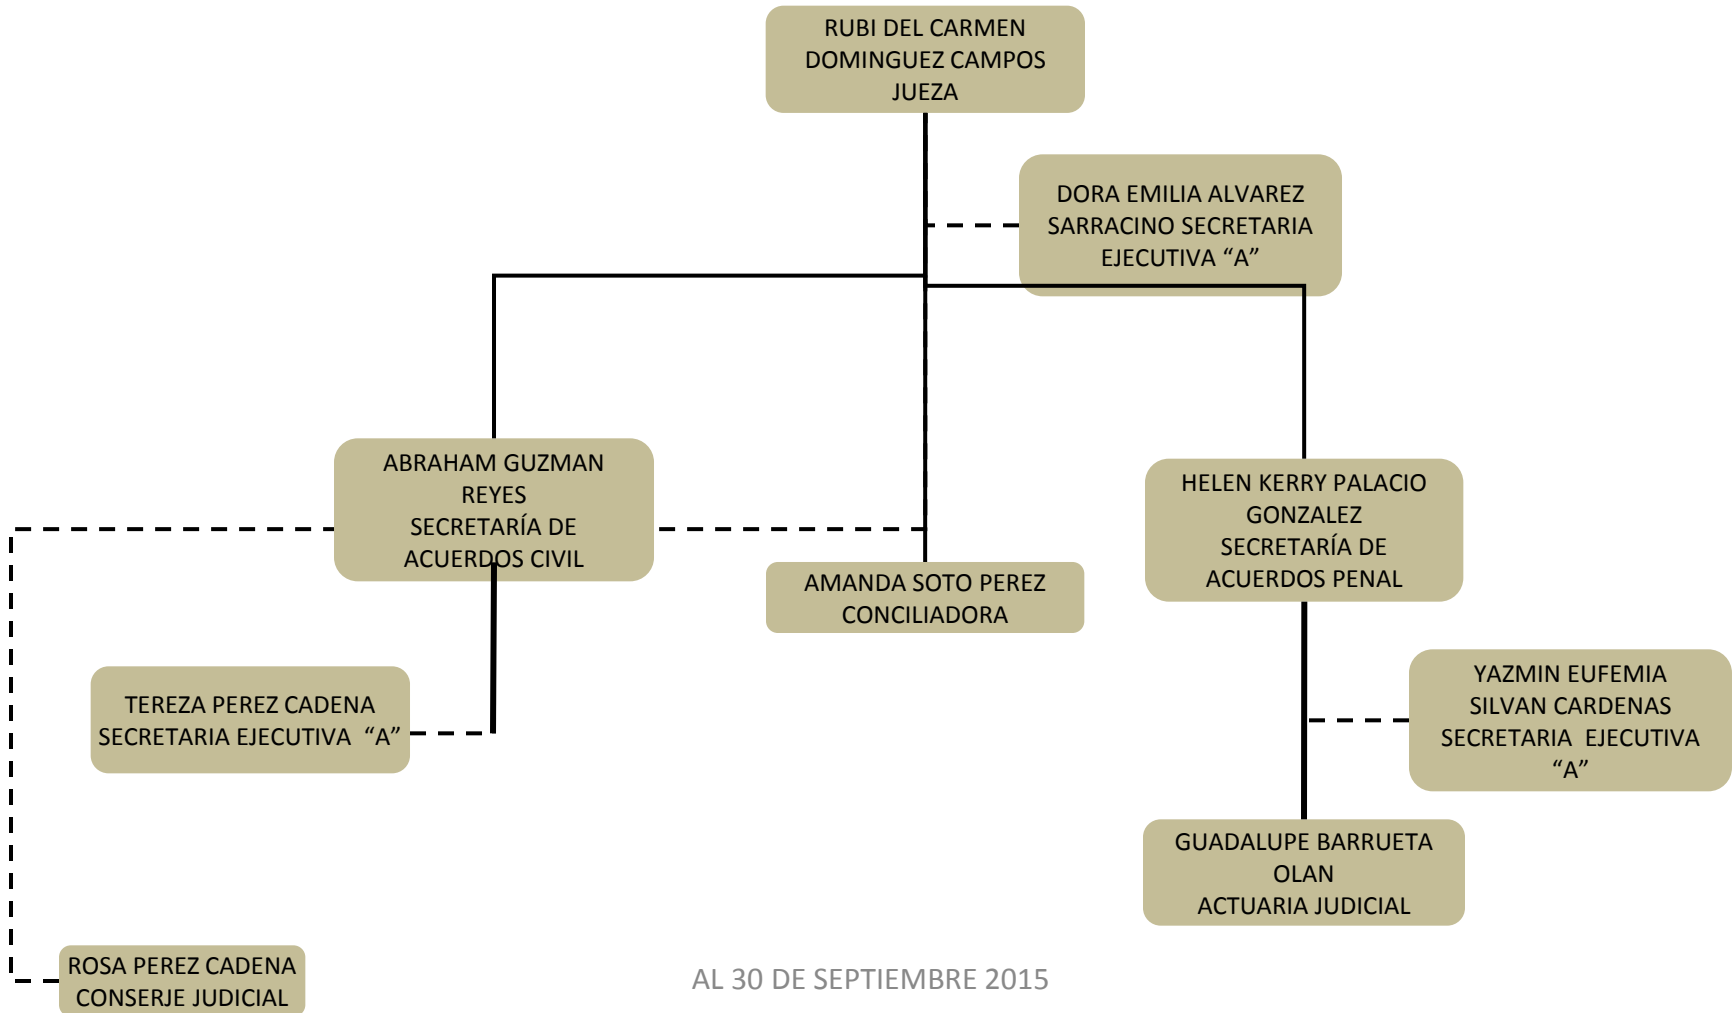 RUBI DEL CARMEN
DOMINGUEZ CAMPOS
JUEZA
DORA EMILIA ALVAREZ
SARRACINO SECRETARIA
EJECUTIVA “A”
ABRAHAM GUZMAN
REYES
SECRETARÍA DE
ACUERDOS CIVIL
HELEN KERRY PALACIO
GONZALEZ
SECRETARÍA DE
ACUERDOS PENAL
AMANDA SOTO PEREZ
CONCILIADORA
TEREZA PEREZ CADENA
SECRETARIA EJECUTIVA “A”
YAZMIN EUFEMIA
SILVAN CARDENAS
SECRETARIA EJECUTIVA
“A”
GUADALUPE BARRUETA
OLAN
ACTUARIA JUDICIAL
ROSA PEREZ CADENA
CONSERJE JUDICIAL
AL 30 DE SEPTIEMBRE 2015